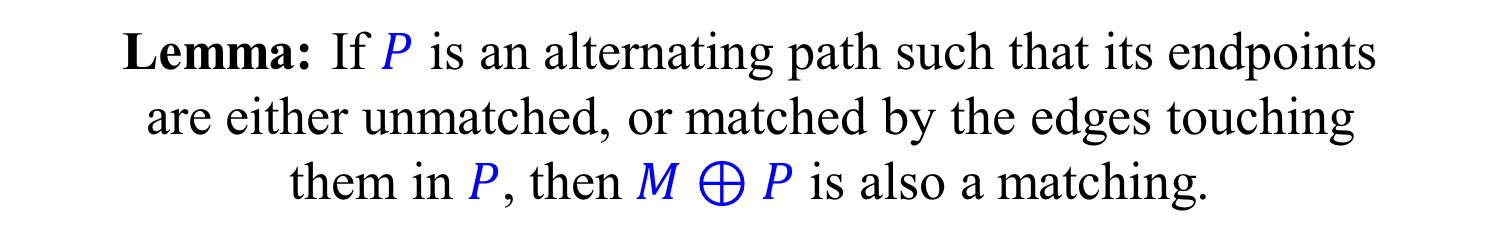 Lemma: If P is an alternating path such that its endpoints
are either unmatched, or matched by the edges touching
them in P, then M ⊕ P is also a matching.